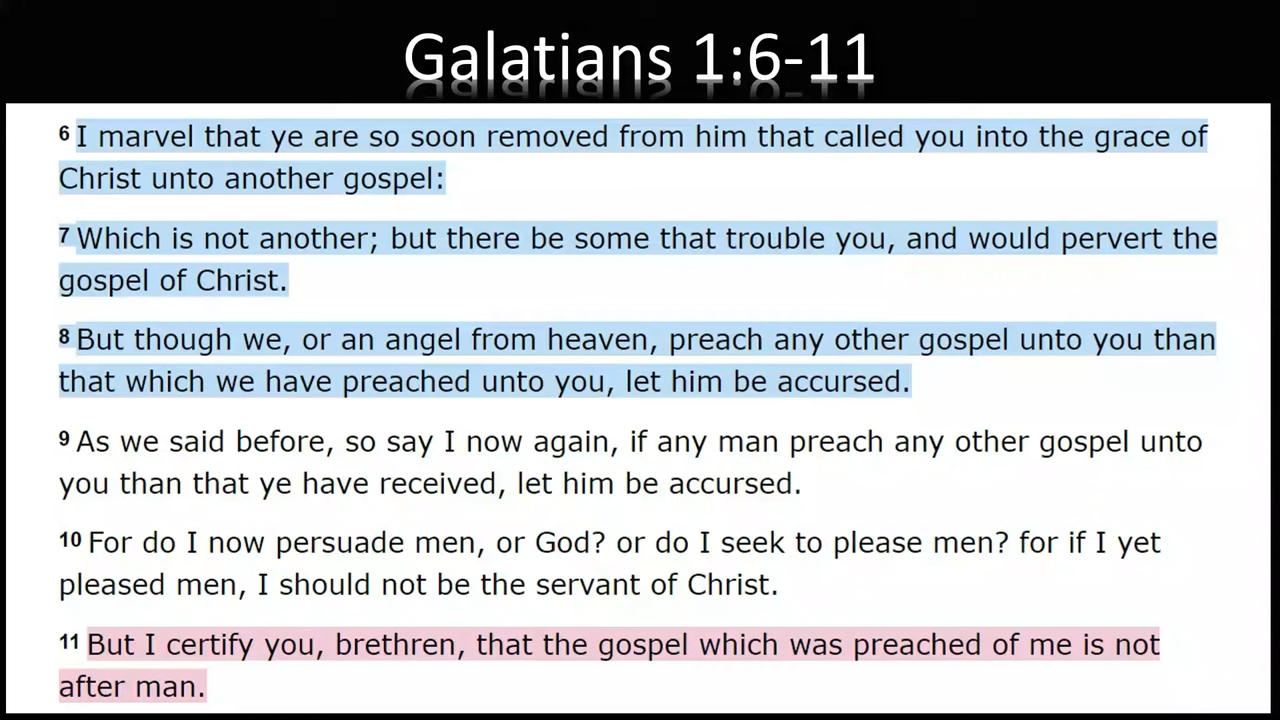 Galatians 1:6-11
6 I marvel that ye are so soon removed from him that called you into the grace of
Christ unto another gospel:
7 Which is not another; but there be some that trouble you, and would pervert the
gospel of Christ.
8 But though we, or an angel from heaven, preach any other gospel unto you than
that which we have preached unto you, let him be accursed.
9 As we said before, so say I now again, if any man preach any other gospel unto
you than that ye have received, let him be accursed.
10 For do I now persuade men, or God? or do I seek to please men? for if I yet
pleased men, I should not be the servant of Christ.
11 But I certify you, brethren, that the gospel which was preached of me is not
after man.